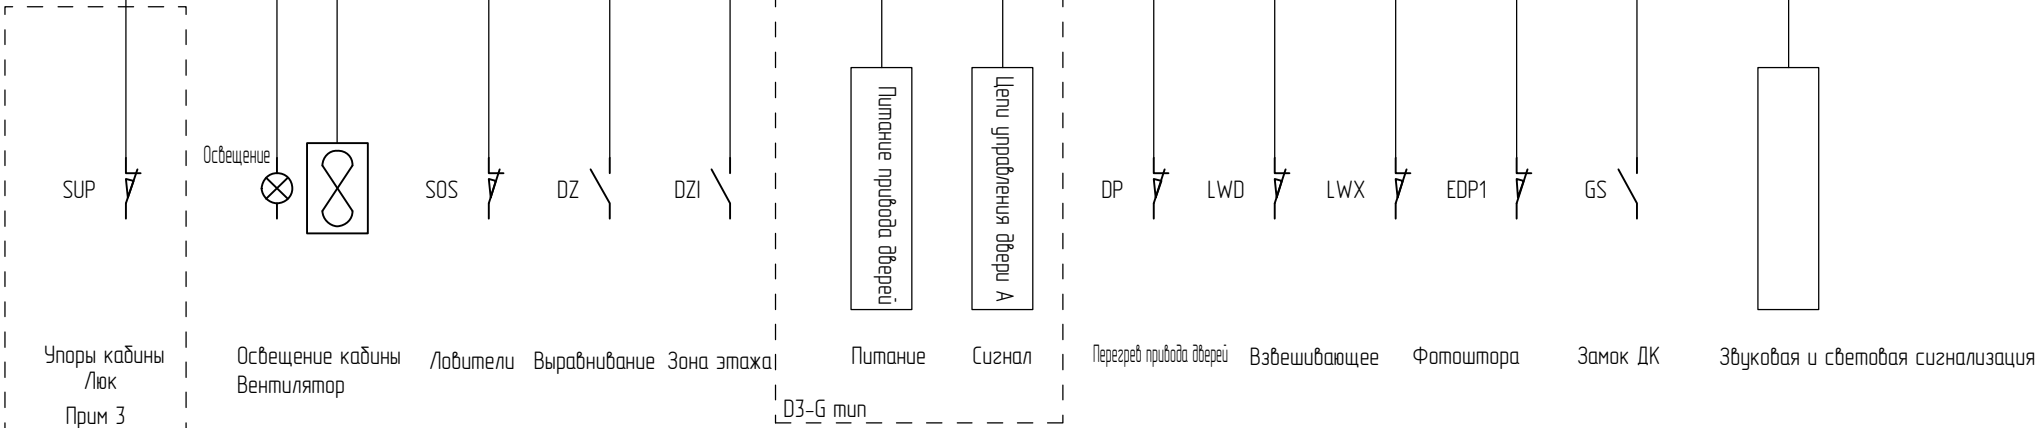 Освещение
SUP
SOS
DZ
DZI
Питание привода дверей
Цепи управления двери А
DP
LWD
LWX
EDP1
GS
Упоры кабины
Люк
Прим 3
Освещение кабины
Вентилятор
Ловители
Выравнивание
Зона этажа
Питание
Сигнал
D3-G тип
Перегрев привода дверей
Взвешивающее
Фотоштора
Замок ДК
Звуковая и световая сигнализация